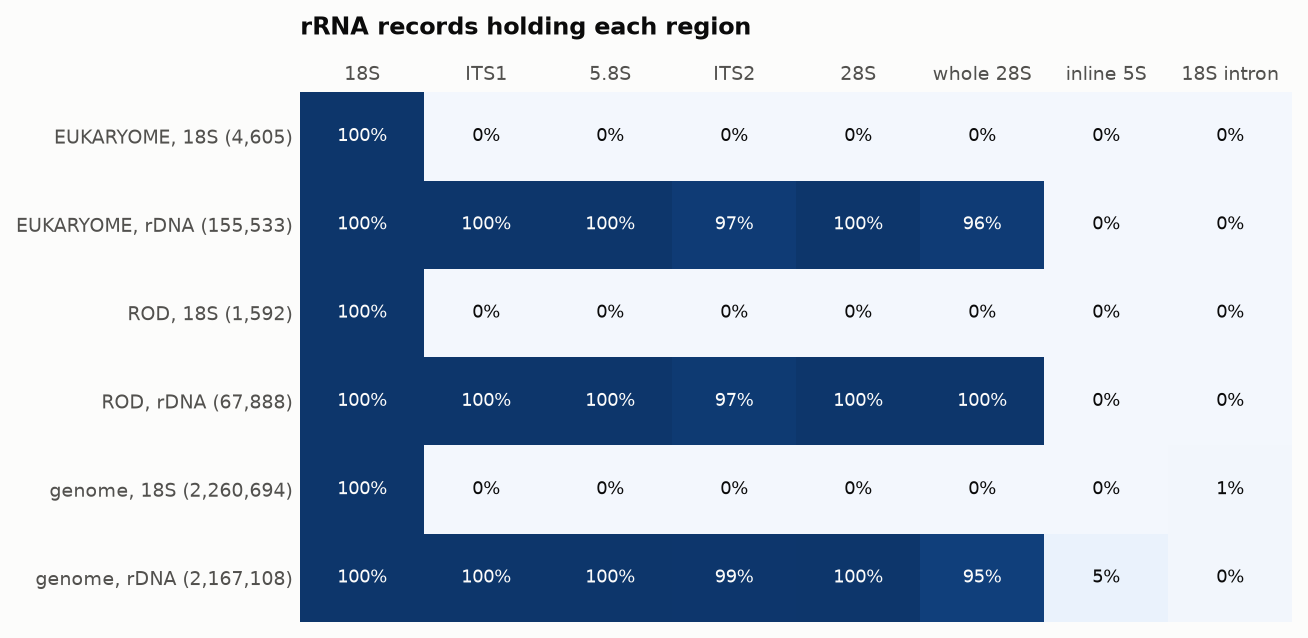 rRNA records holding each region
18S ITS1 5.8S ITS2 28S whole 28S inline 5S 18S intron
EUKARYOME, 18S (4,605) 100% 0% 0% 0% 0% 0% 0% 0%
EUKARYOME, rDNA (155,533) 100% 100% 100% 97% 100% 96% 0% 0%
ROD, 18S (1,592) 100% 0% 0% 0% 0% 0% 0% 0%
ROD, rDNA (67,888) 100% 100% 100% 97% 100% 100% 0% 0%
genome, 18S (2,260,694) 100% 0% 0% 0% 0% 0% 0% 1%
genome, rDNA (2,167,108) 100% 100% 100% 99% 100% 95% 5% 0%